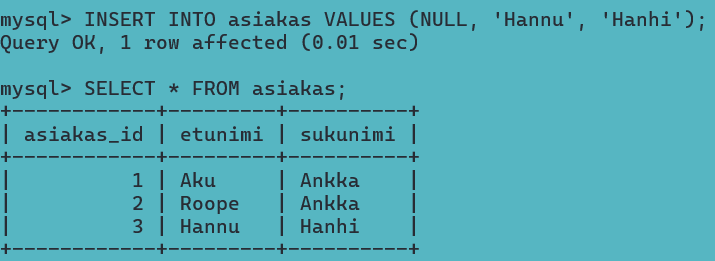 mysql> INSERT INTO asiakas VALUES (NULL, 'Hannu', 'Hanhi');
Query OK, 1 row affected (0.01 sec)

mysql> SELECT * FROM asiakas;
+------------+---------+----------+
| asiakas_id | etunimi | sukunimi |
+------------+---------+----------+
|          1 | Aku     | Ankka    |
|          2 | Roope   | Ankka    |
|          3 | Hannu   | Hanhi    |
+------------+---------+----------+